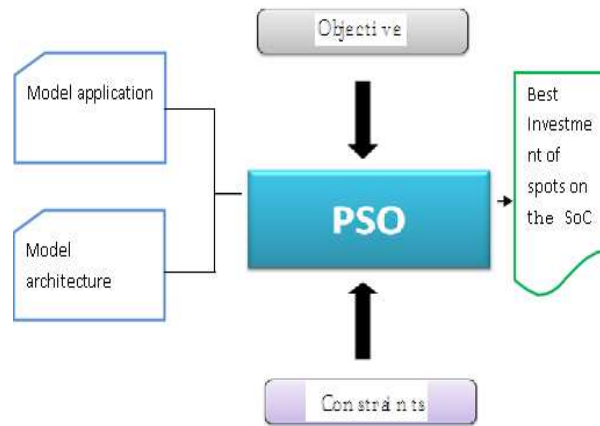 Objective
Model application
Best
Investme
nt of
spots on
the SoC
PSO
Model
architecture
Constraints